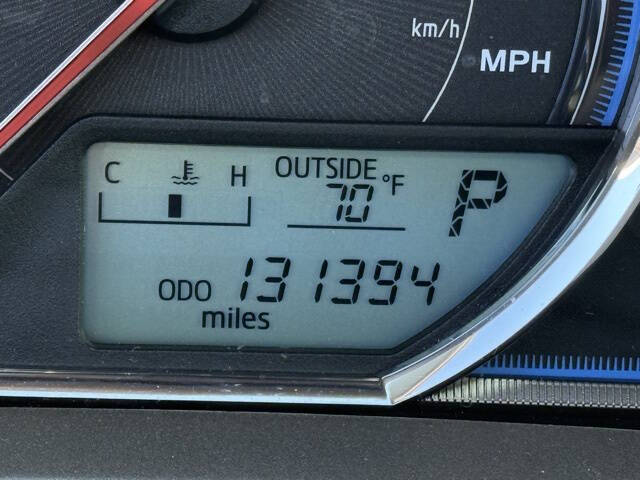 km/h
MPH
OUTSIDE
C H 70 °F P
ODO 131394
miles